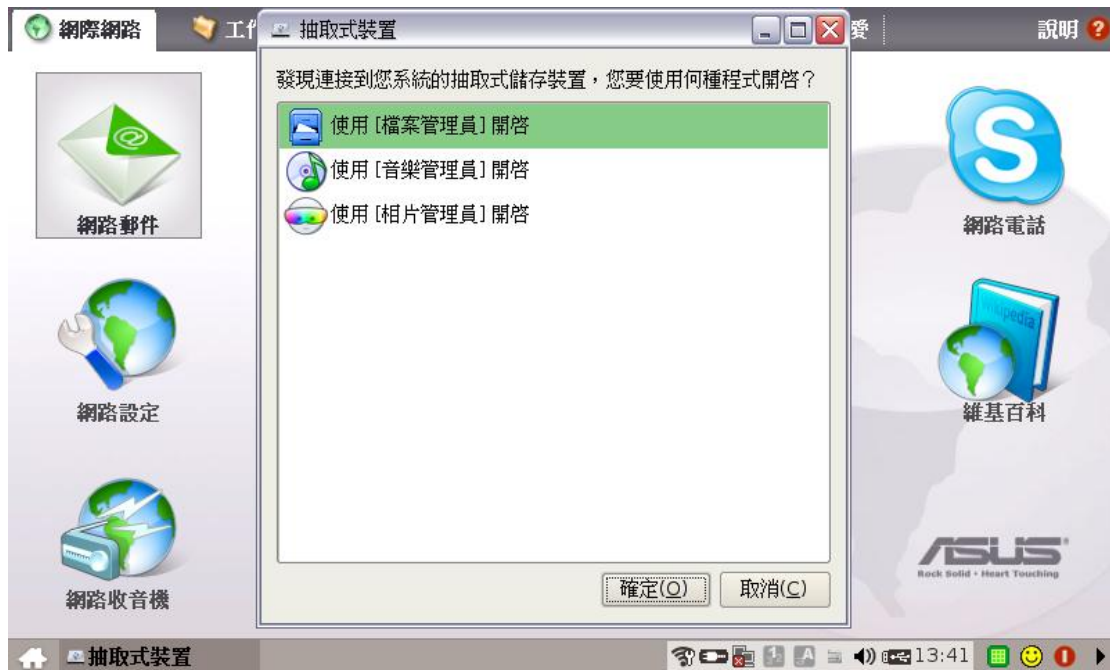 網際網路
工作
抽取式裝置
愛
說明
發現連接到您系統的抽取式儲存裝置，您要使用何種程式開啓？
使用 [檔案管理員] 開啓
使用 [音樂管理員] 開啓
使用 [相片管理員] 開啓
網路郵件
網路電話
網路設定
wikipedia
維基百科
網路收音機
ASUS
Rock Solid • Heart Touching
確定(O)
取消(C)
抽取式裝置
13:41